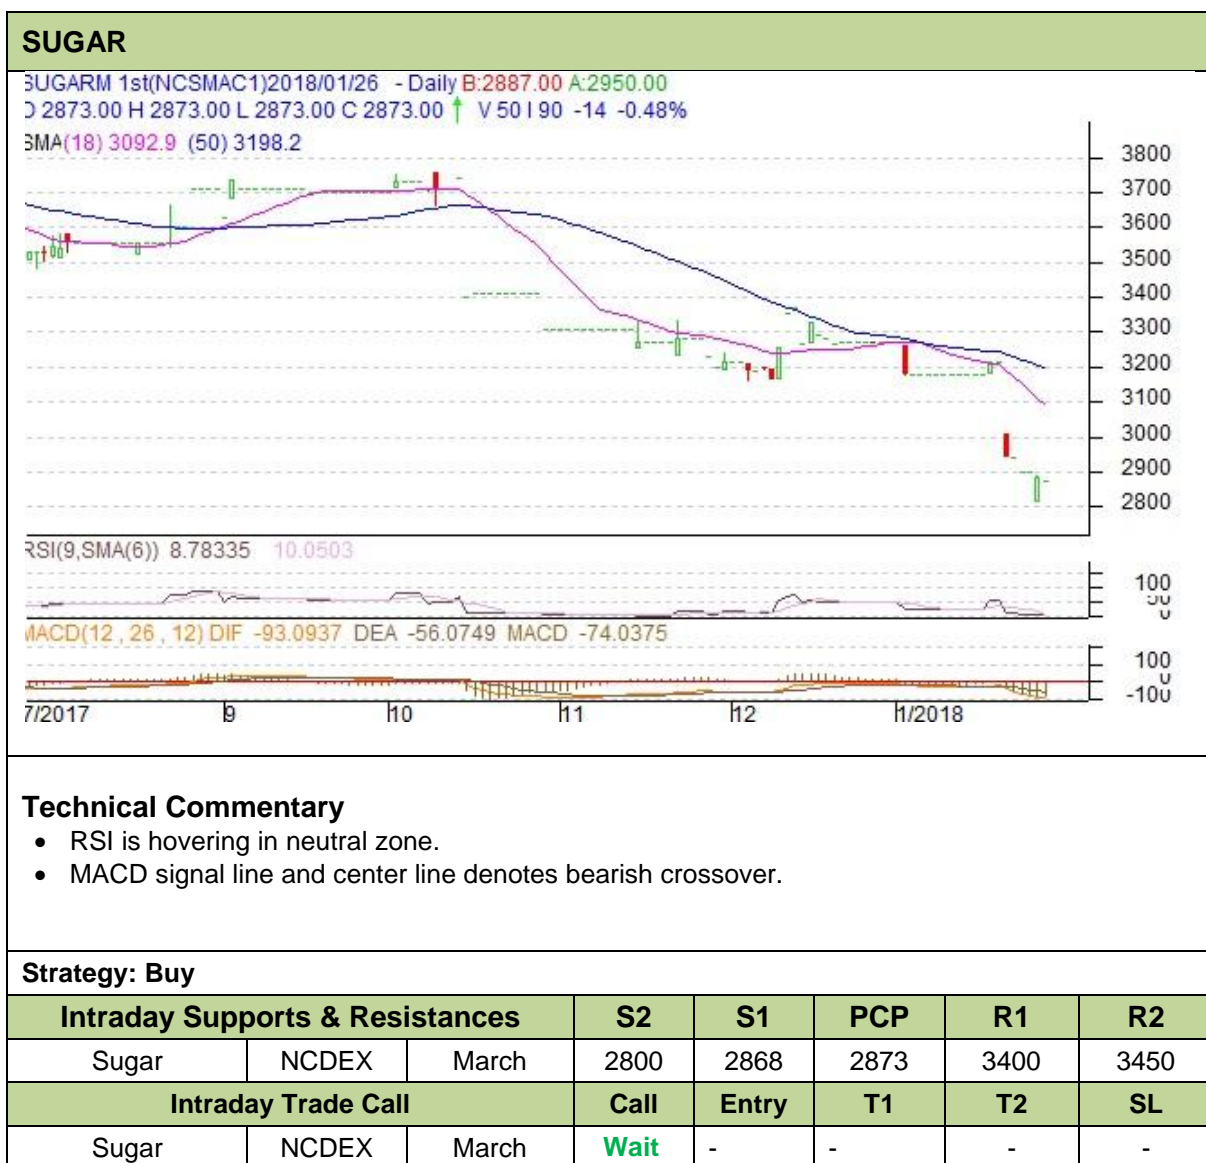 SUGAR
SUGARM 1st(NCSMAC1)2018/01/26 - Daily B:2887.00 A:2950.00
O 2873.00 H 2873.00 L 2873.00 C 2873.00 ↑ V 50 I 90 -14 -0.48%
SMA(18) 3092.9 (50) 3198.2
3800
3700
3600
3500
3400
3300
3200
3100
3000
2900
2800
RSI(9,SMA(6)) 8.78335 10.0503
100
50
0
MACD(12 , 26 , 12) DIF -93.0937 DEA -56.0749 MACD -74.0375
100
0
-100
7/2017 9 10 11 12 1/2018
Technical Commentary
• RSI is hovering in neutral zone.
• MACD signal line and center line denotes bearish crossover.
Strategy: Buy
Intraday Supports & Resistances S2 S1 PCP R1 R2
Sugar NCDEX March 2800 2868 2873 3400 3450
Intraday Trade Call Call Entry T1 T2 SL
Sugar NCDEX March Wait - - - -